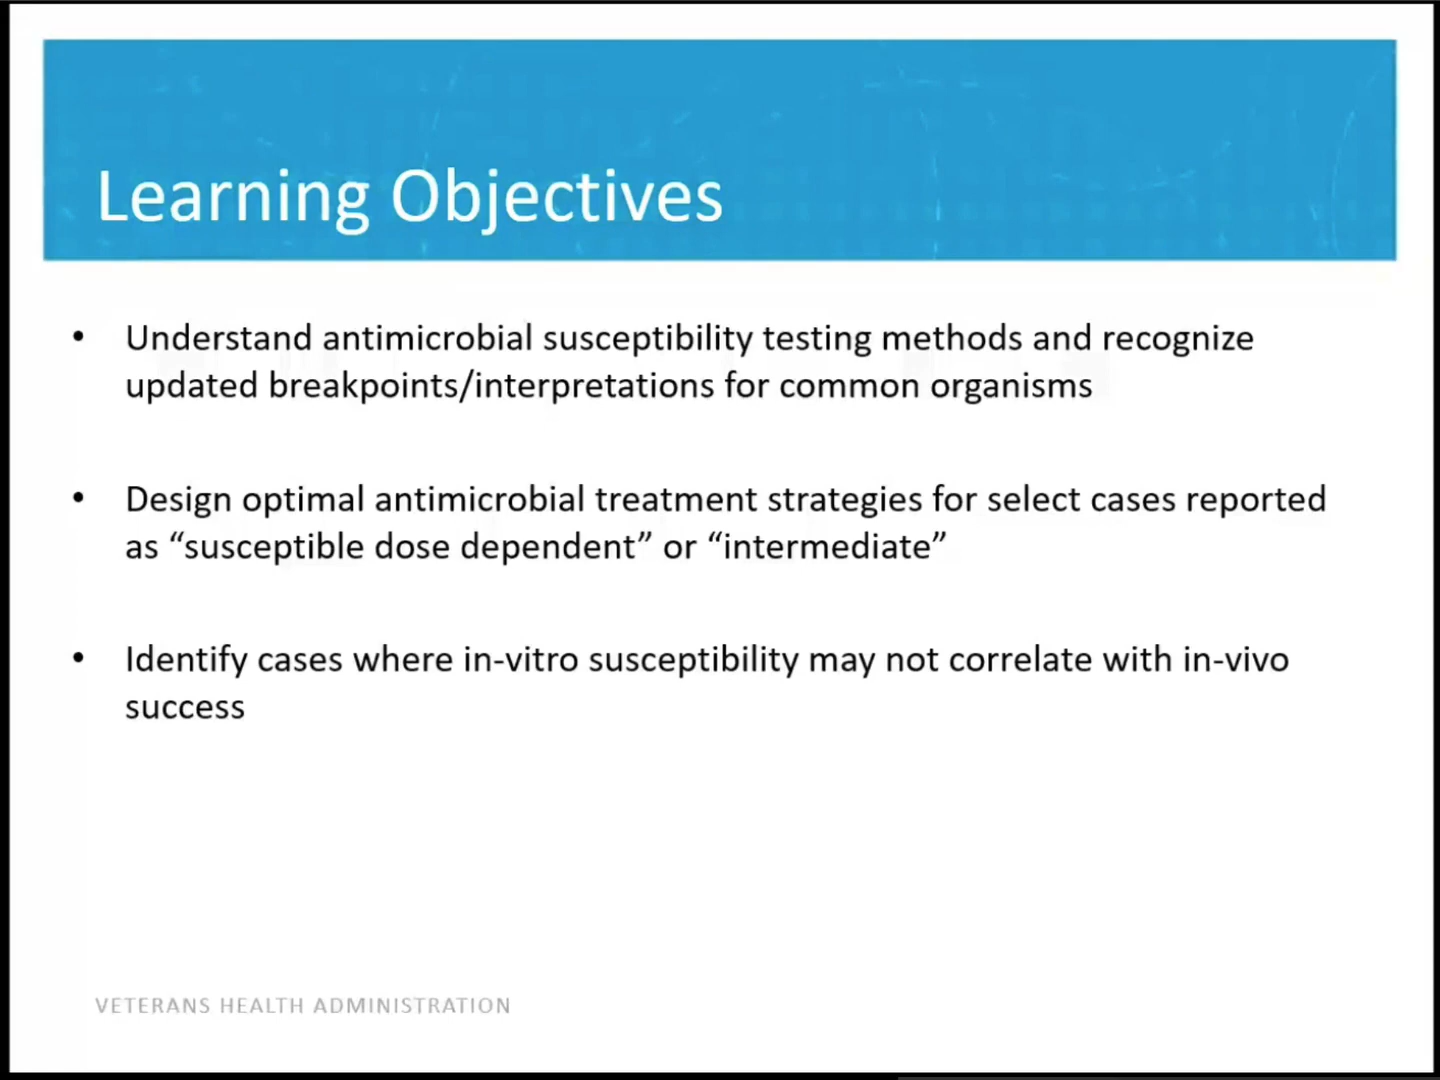 Learning Objectives
• Understand antimicrobial susceptibility testing methods and recognize
updated breakpoints/interpretations for common organisms
• Design optimal antimicrobial treatment strategies for select cases reported
as “susceptible dose dependent” or “intermediate”
• Identify cases where in-vitro susceptibility may not correlate with in-vivo
success
VETERANS HEALTH ADMINISTRATION